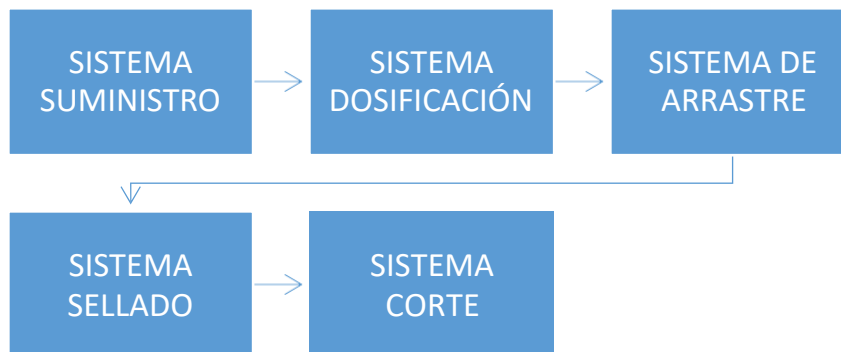 SISTEMA
SUMINISTRO
SISTEMA
DOSIFICACIÓN
SISTEMA DE
ARRASTRE
SISTEMA
SELLADO
SISTEMA
CORTE